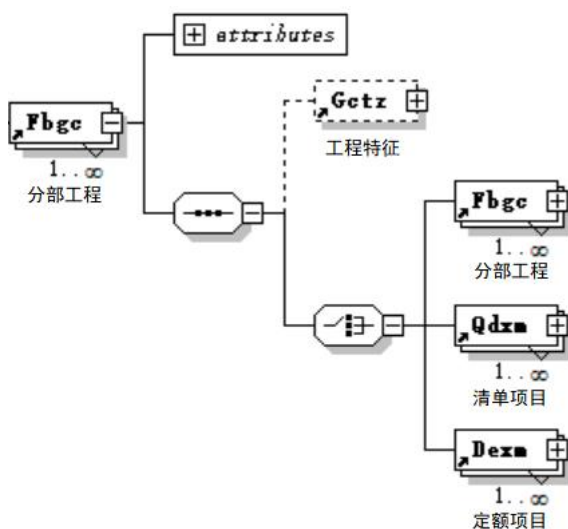 attributes
Fbgc
1..∞
分部工程
Gctz
工程特征
Fbgc
1..∞
分部工程
Qdxm
1..∞
清单项目
Dexm
1..∞
定额项目